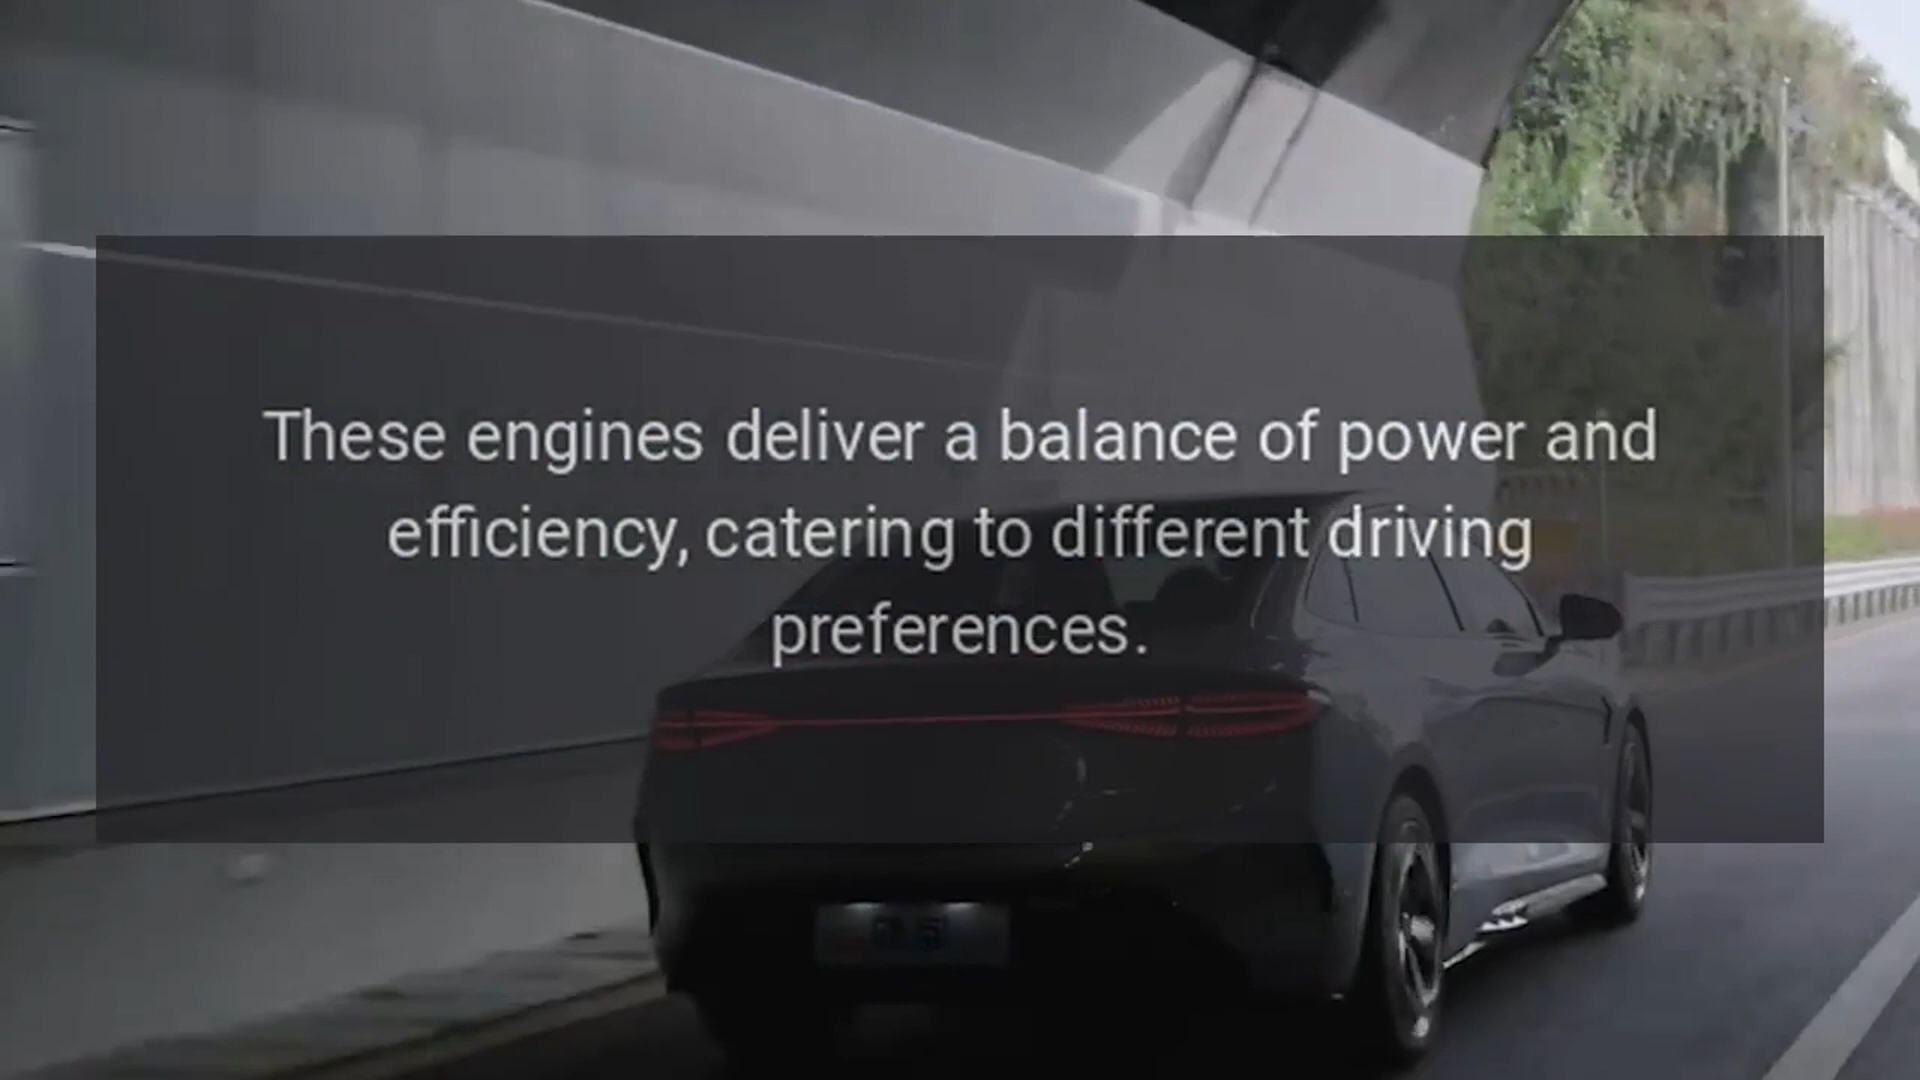 These engines deliver a balance of power and
efficiency, catering to different driving
preferences.